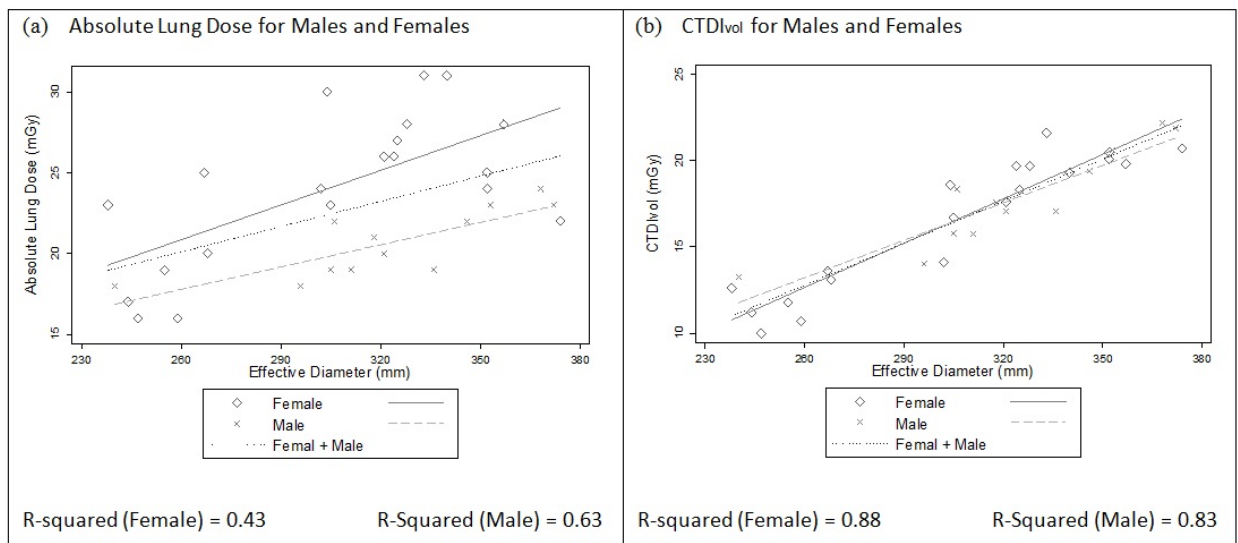 (a) Absolute Lung Dose for Males and Females
Absolute Lung Dose (mGy)
30
25
20
15
230 260 290 320 350 380
Effective Diameter (mm)
Female
Male
Femal + Male
R-squared (Female) = 0.43 R-Squared (Male) = 0.63
(b) CTDIvol for Males and Females
CTDIvol (mGy)
25
20
15
10
230 260 290 320 350 380
Effective Diameter (mm)
Female
Male
Femal + Male
R-squared (Female) = 0.88 R-Squared (Male) = 0.83